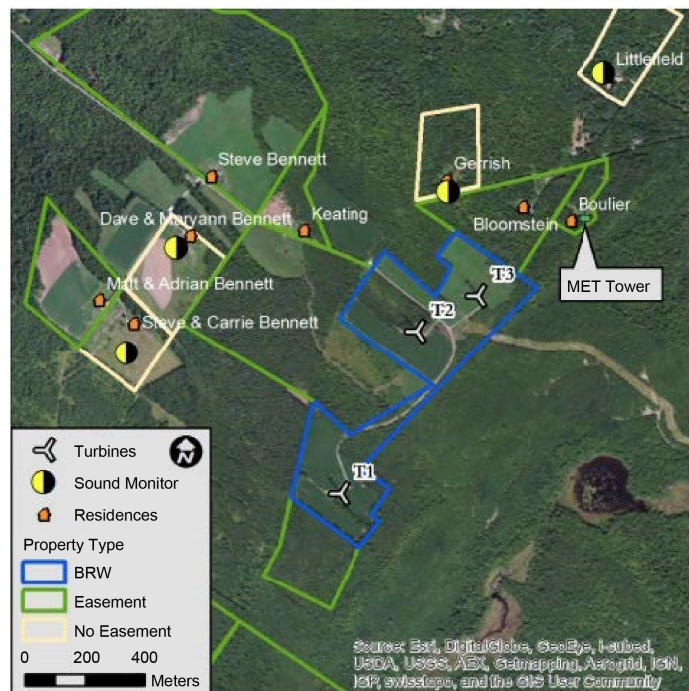 Littlefield
Steve Bennett
Gerrish
Dave & Maryann Bennett
Keating
Boulier
Bloomstein
Matt & Adrian Bennett
T3
MET Tower
T2
Steve & Carrie Bennett
T1
Turbines
N
Sound Monitor
Residences
Property Type
BRW
Easement
No Easement
0 200 400
Meters
Source: Esri, DigitalGlobe, GeoEye, i-cubed,
USDA, USGS, AEX, Getmapping, Aerogrid, IGN,
IGP, swisstopo, and the GIS User Community